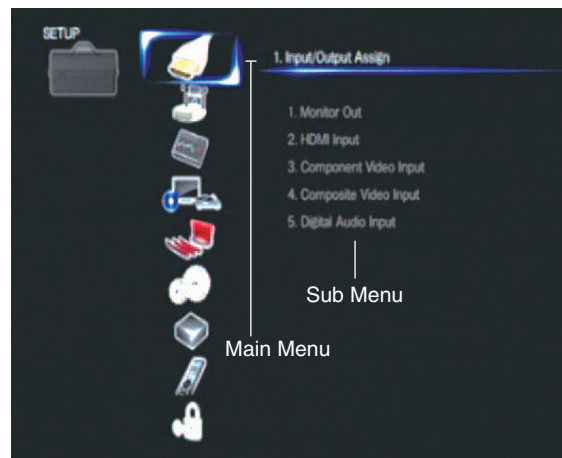 SETUP
1. Input/Output Assign
1. Monitor Out
2. HDMI Input
3. Component Video Input
4. Composite Video Input
5. Digital Audio Input
Sub Menu
Main Menu